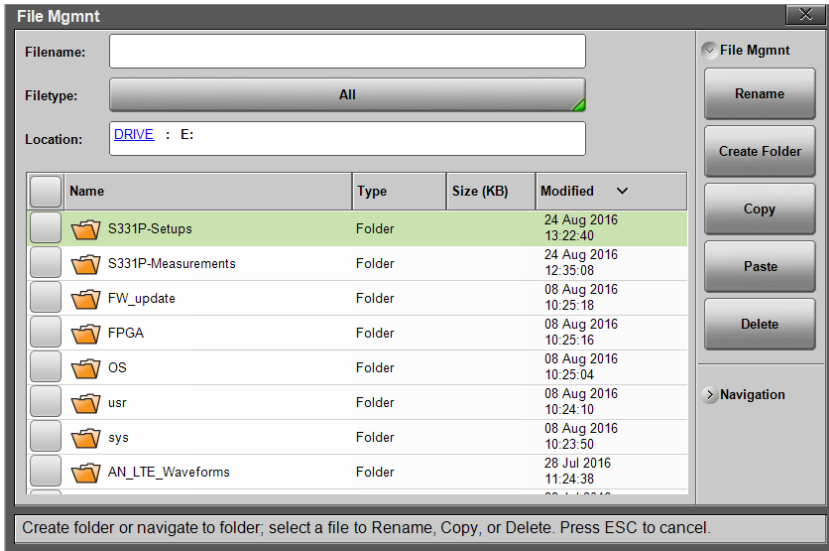 File Mgmnt
Filename:
Filetype:
All
Location:
DRIVE : E:
Name Type Size (KB) Modified
S331P-Setups Folder 24 Aug 2016
13:22:40
S331P-Measurements Folder 24 Aug 2016
12:35:08
FW_update Folder 08 Aug 2016
10:25:18
FPGA Folder 08 Aug 2016
10:25:16
OS Folder 08 Aug 2016
10:25:04
usr Folder 08 Aug 2016
10:24:10
sys Folder 08 Aug 2016
10:23:50
AN_LTE_Waveforms Folder 28 Jul 2016
11:24:38
File Mgmnt
Rename
Create Folder
Copy
Paste
Delete
Navigation
Create folder or navigate to folder; select a file to Rename, Copy, or Delete. Press ESC to cancel.